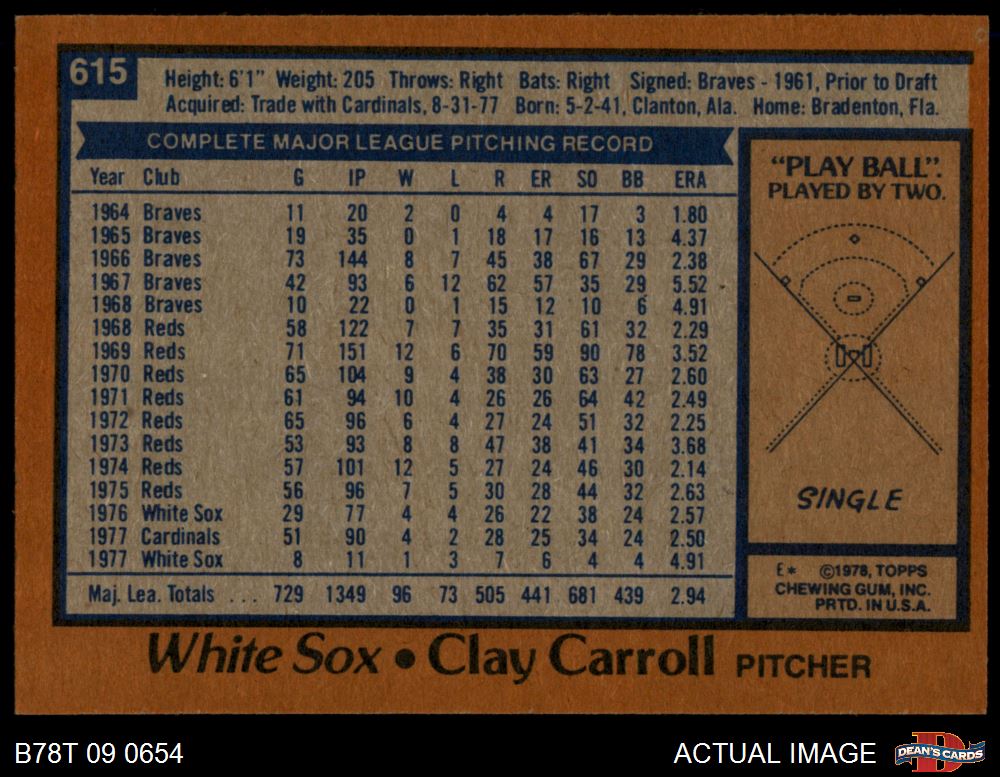 615
Height: 6'1" Weight: 205 Throws: Right Bats: Right Signed: Braves - 1961, Prior to Draft
Acquired: Trade with Cardinals, 8-31-77 Born: 5-2-41, Clanton, Ala. Home: Bradenton, Fla.
COMPLETE MAJOR LEAGUE PITCHING RECORD
Year Club G IP W L R ER SO BB ERA
1964 Braves 11 20 2 0 4 4 17 3 1.80
1965 Braves 19 35 0 1 18 17 16 13 4.37
1966 Braves 73 144 8 7 45 38 67 29 2.38
1967 Braves 42 93 6 12 62 57 35 29 5.52
1968 Braves 10 22 0 1 15 12 10 6 4.91
1968 Reds 58 122 7 7 35 31 61 32 2.29
1969 Reds 71 151 12 6 70 59 90 78 3.52
1970 Reds 65 104 9 4 38 30 63 27 2.60
1971 Reds 61 94 10 4 26 26 64 42 2.49
1972 Reds 65 96 6 4 27 24 51 32 2.25
1973 Reds 53 93 8 8 47 38 41 34 3.68
1974 Reds 57 101 12 5 27 24 46 30 2.14
1975 Reds 56 96 7 5 30 28 44 32 2.63
1976 White Sox 29 77 4 4 26 22 38 24 2.57
1977 Cardinals 51 90 4 2 28 25 34 24 2.50
1977 White Sox 8 11 1 3 7 6 4 4 4.91
Maj. Lea. Totals . . . 729 1349 96 73 505 441 681 439 2.94
"PLAY BALL".
PLAYED BY TWO.
SINGLE
E* ©1978, TOPPS
CHEWING GUM, INC.
PRTD. IN U.S.A.
White Sox • Clay Carroll PITCHER
B78T 09 0654
ACTUAL IMAGE
D
DEAN'S CARDS